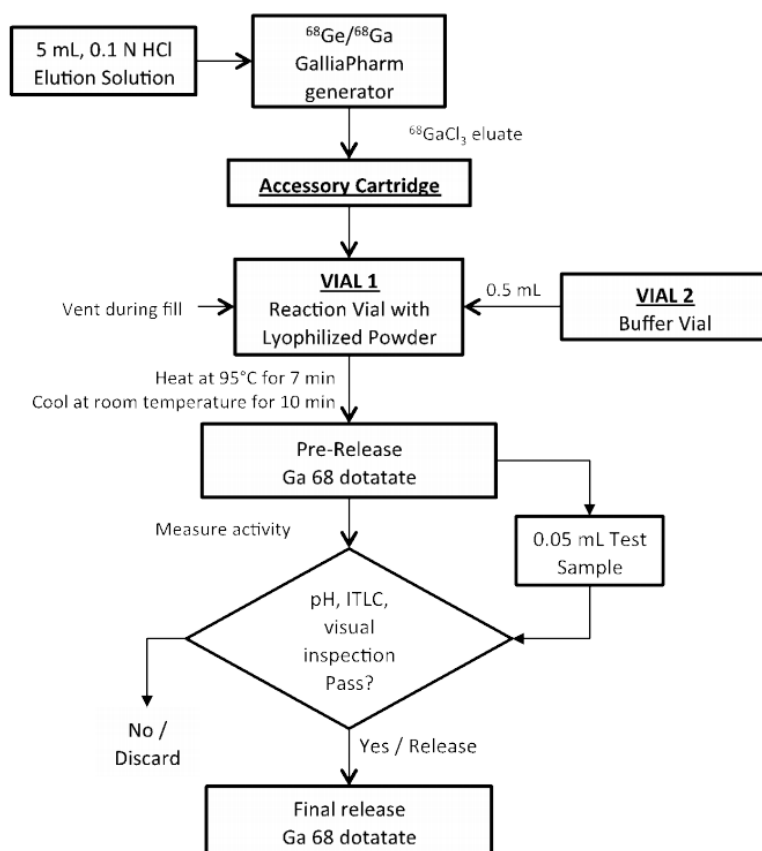 5 mL, 0.1 N HCl
Elution Solution
⁶⁸Ge/⁶⁸Ga
GalliaPharm
generator
⁶⁸GaCl₃ eluate
Accessory Cartridge
Vent during fill
VIAL 1
Reaction Vial with
Lyophilized Powder
0.5 mL
VIAL 2
Buffer Vial
Heat at 95°C for 7 min
Cool at room temperature for 10 min
Pre-Release
Ga 68 dotatate
Measure activity
0.05 mL Test
Sample
pH, ITLC,
visual
inspection
Pass?
No /
Discard
Yes / Release
Final release
Ga 68 dotatate